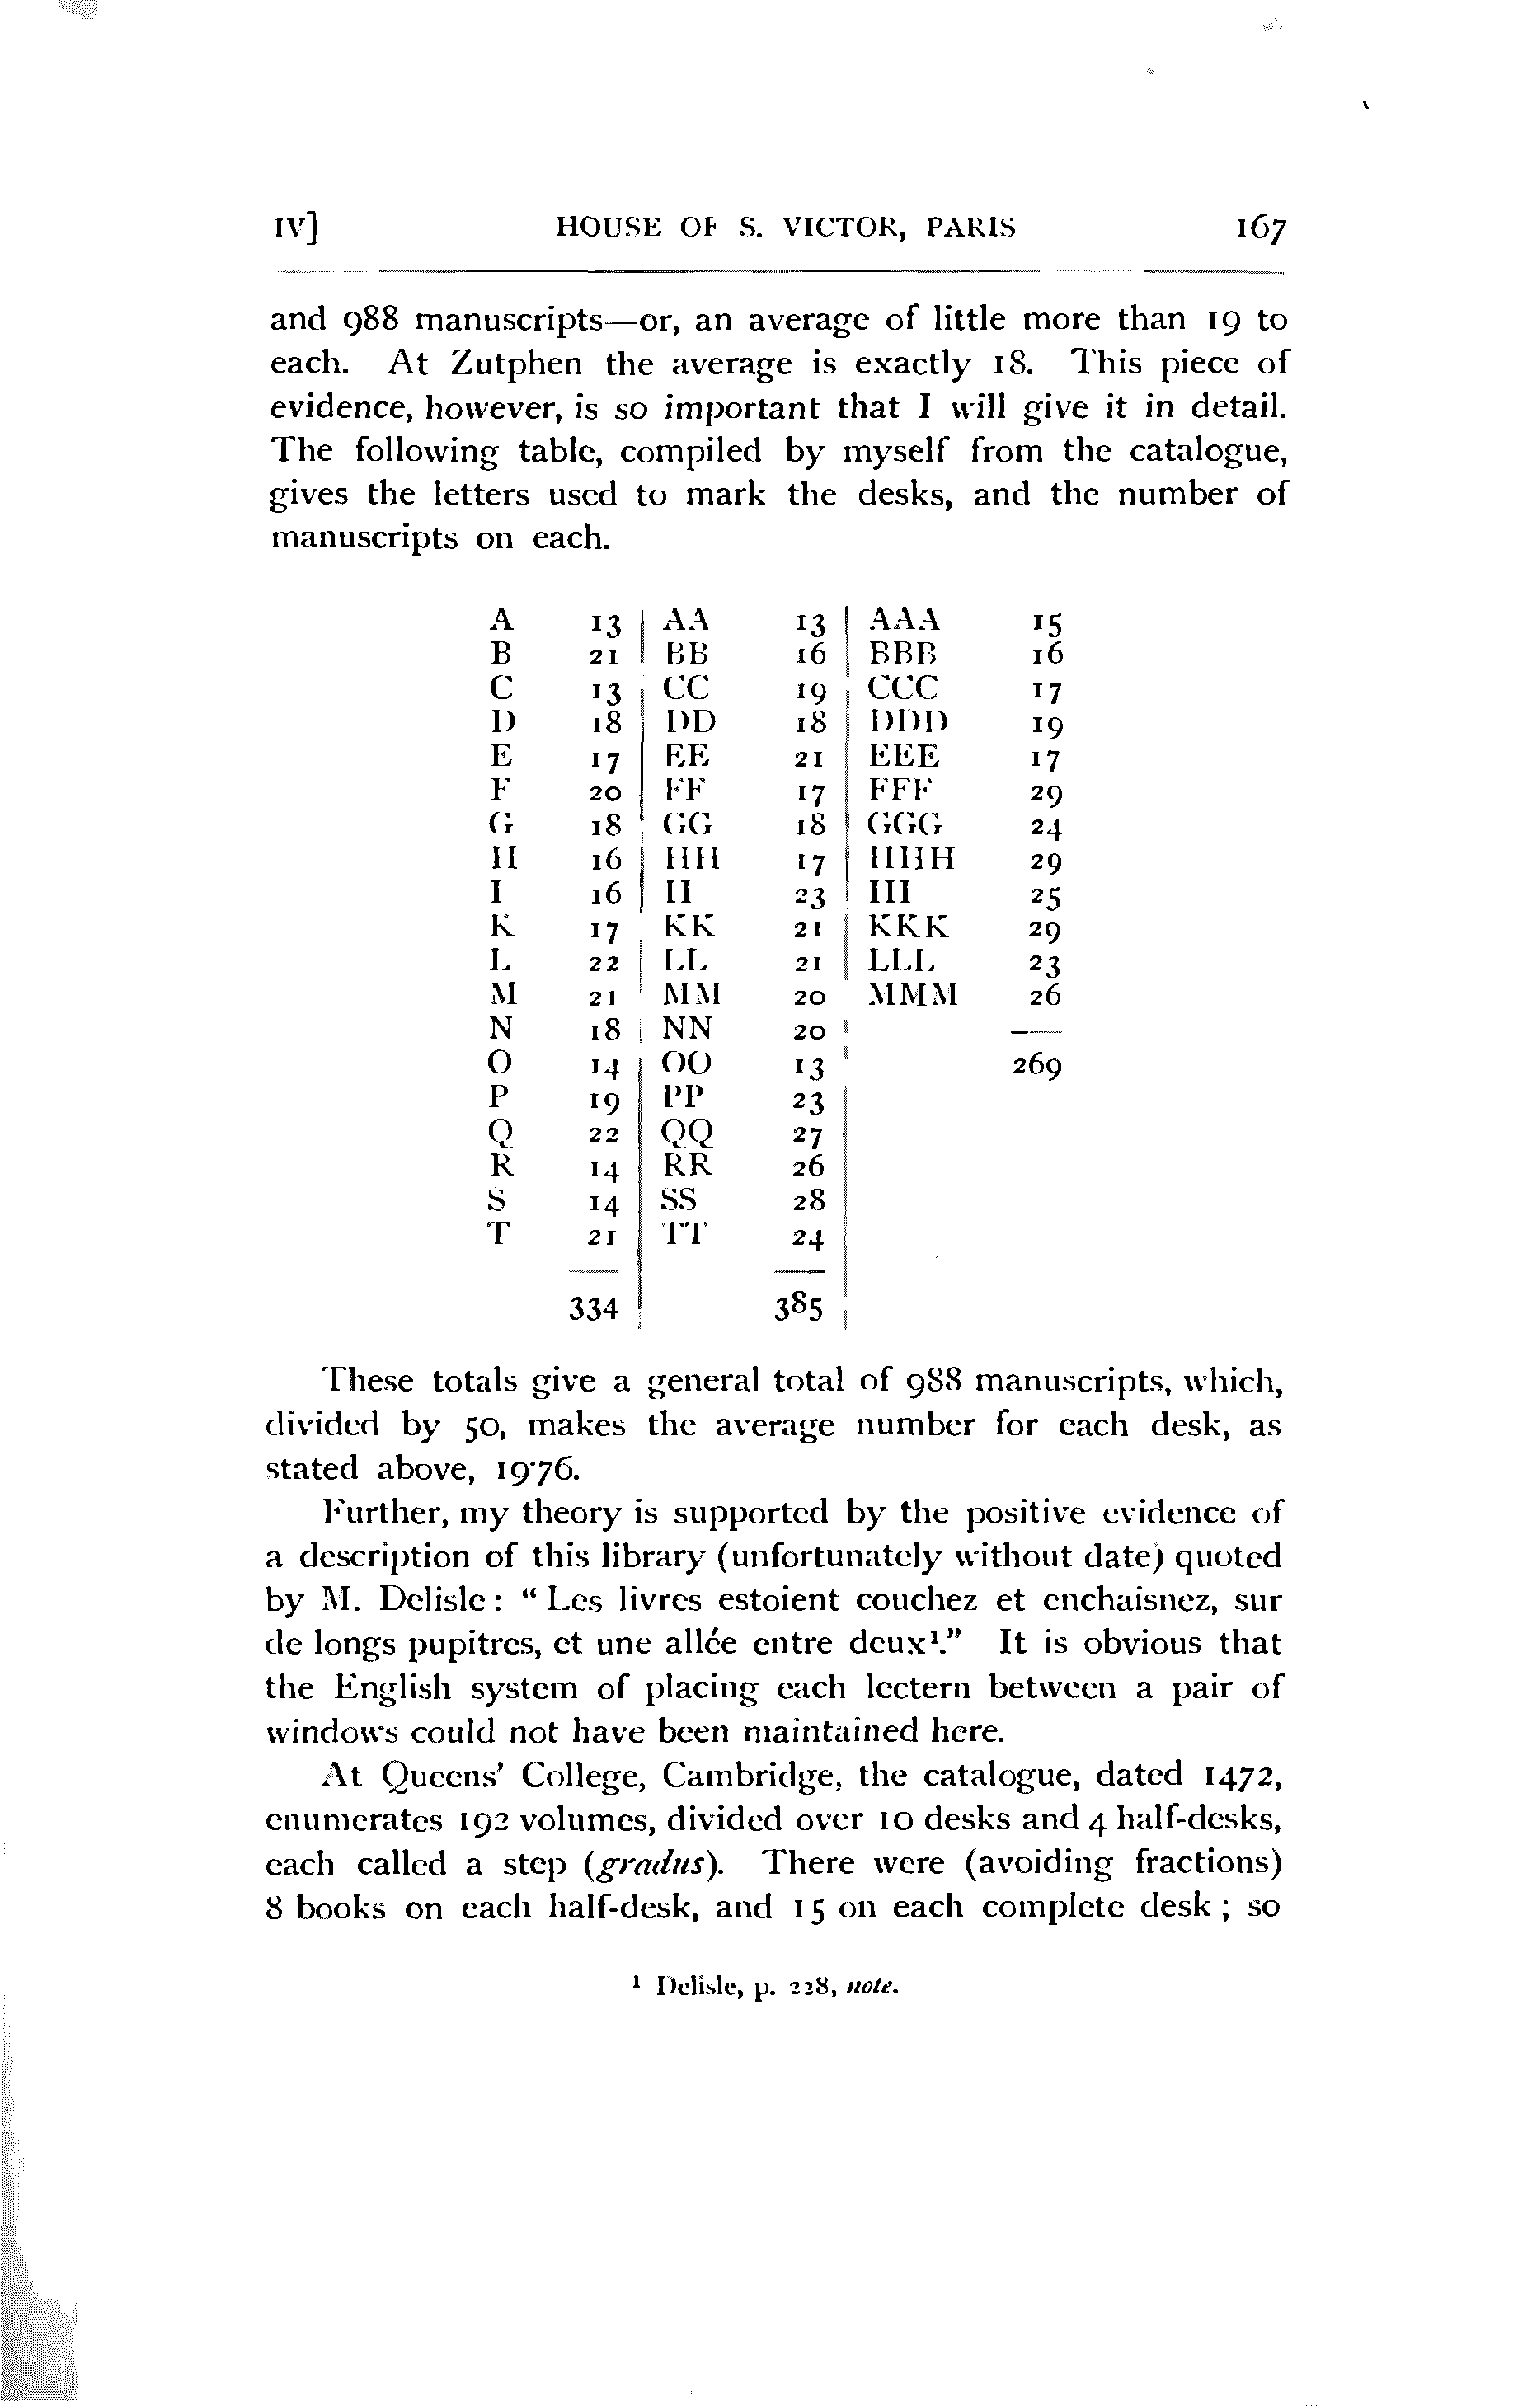 IV] HOUSE OF S. VICTOR, PARIS 167
and 988 manuscripts—or, an average of little more than 19 to
each. At Zutphen the average is exactly 18. This piece of
evidence, however, is so important that I will give it in detail.
The following table, compiled by myself from the catalogue,
gives the letters used to mark the desks, and the number of
manuscripts on each.
A 13 AA 13 AAA 15
B 21 BB 16 BBB 16
C 13 CC 19 CCC 17
D 18 DD 18 DDD 19
E 17 EE 21 EEE 17
F 20 FF 17 FFF 29
G 18 GG 18 GGG 24
H 16 HH 17 HHH 29
I 16 II 23 III 25
K 17 KK 21 KKK 29
L 22 LL 21 LLL 23
M 21 MM 20 MMM 26
N 18 NN 20
O 14 OO 13 269
P 19 PP 23
Q 22 QQ 27
R 14 RR 26
S 14 SS 28
T 21 TT 24
334 385
These totals give a general total of 988 manuscripts, which,
divided by 50, makes the average number for each desk, as
stated above, 19·76.
Further, my theory is supported by the positive evidence of
a description of this library (unfortunately without date) quoted
by M. Delisle: “Les livres estoient couchez et enchaisnez, sur
de longs pupitres, et une allée entre deux¹.” It is obvious that
the English system of placing each lectern between a pair of
windows could not have been maintained here.
At Queens’ College, Cambridge, the catalogue, dated 1472,
enumerates 192 volumes, divided over 10 desks and 4 half-desks,
each called a step (gradus). There were (avoiding fractions)
8 books on each half-desk, and 15 on each complete desk; so
¹ Delisle, p. 228, note.